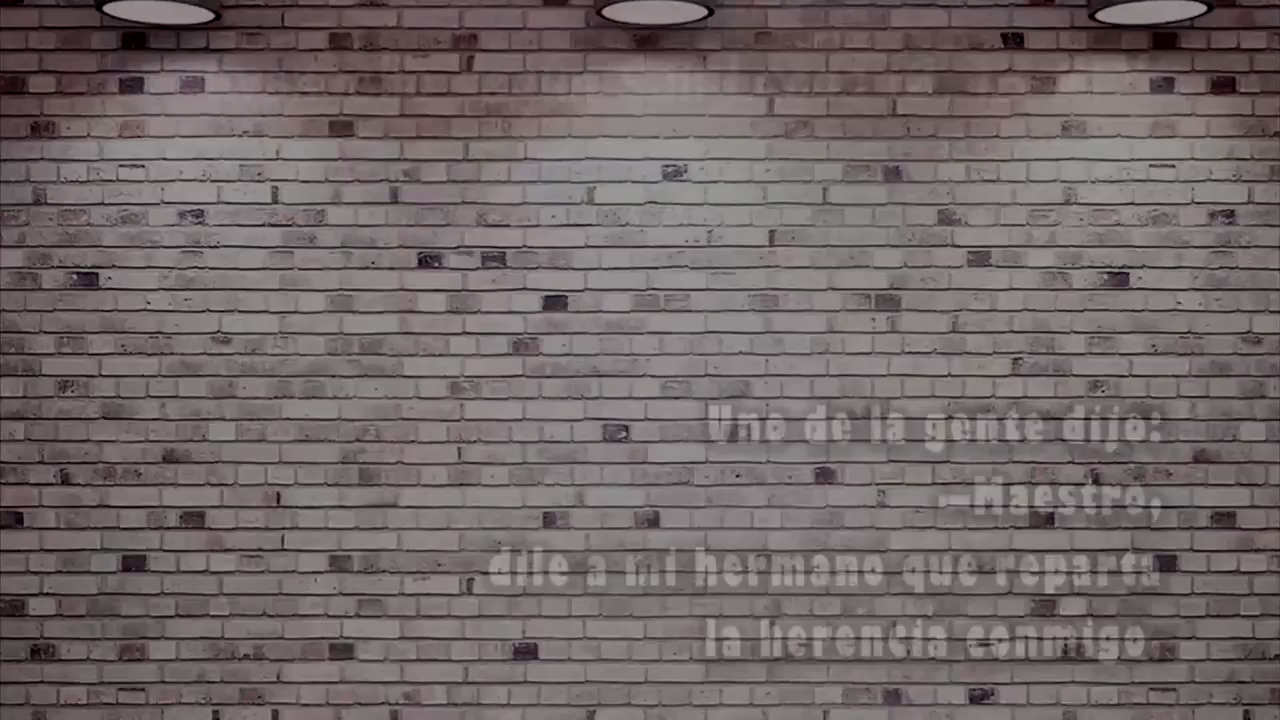 Uno de la gente dijo:
—Maestro,
dile a mi hermano que reparta
la herencia conmigo.